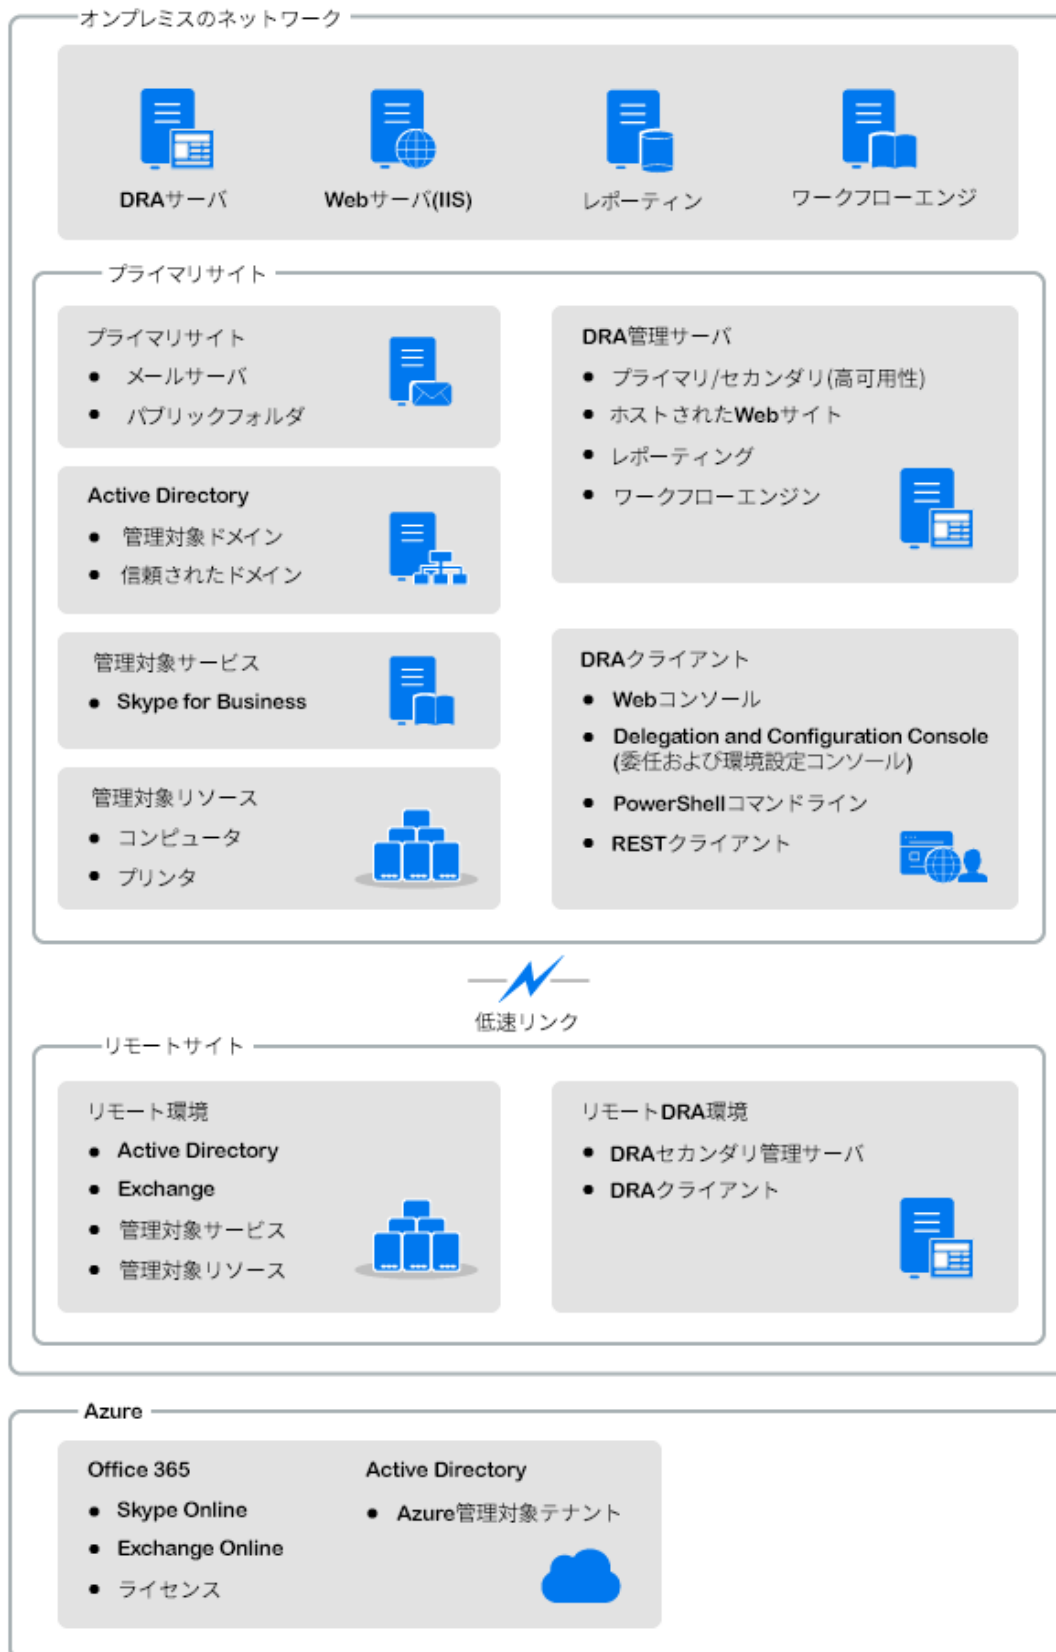 オンプレミスのネットワーク
DRAサーバ
Webサーバ(IIS)
レポーティン
ワークフローエンジ
プライマリサイト
プライマリサイト
● メールサーバ
● パブリックフォルダ
Active Directory
● 管理対象ドメイン
● 信頼されたドメイン
管理対象サービス
● Skype for Business
管理対象リソース
● コンピュータ
● プリンタ
DRA管理サーバ
● プライマリ/セカンダリ(高可用性)
● ホストされたWebサイト
● レポーティング
● ワークフローエンジン
DRAクライアント
● Webコンソール
● Delegation and Configuration Console
(委任および環境設定コンソール)
● PowerShellコマンドライン
● RESTクライアント
低速リンク
リモートサイト
リモート環境
● Active Directory
● Exchange
● 管理対象サービス
● 管理対象リソース
リモートDRA環境
● DRAセカンダリ管理サーバ
● DRAクライアント
Azure
Office 365
● Skype Online
● Exchange Online
● ライセンス
Active Directory
● Azure管理対象テナント